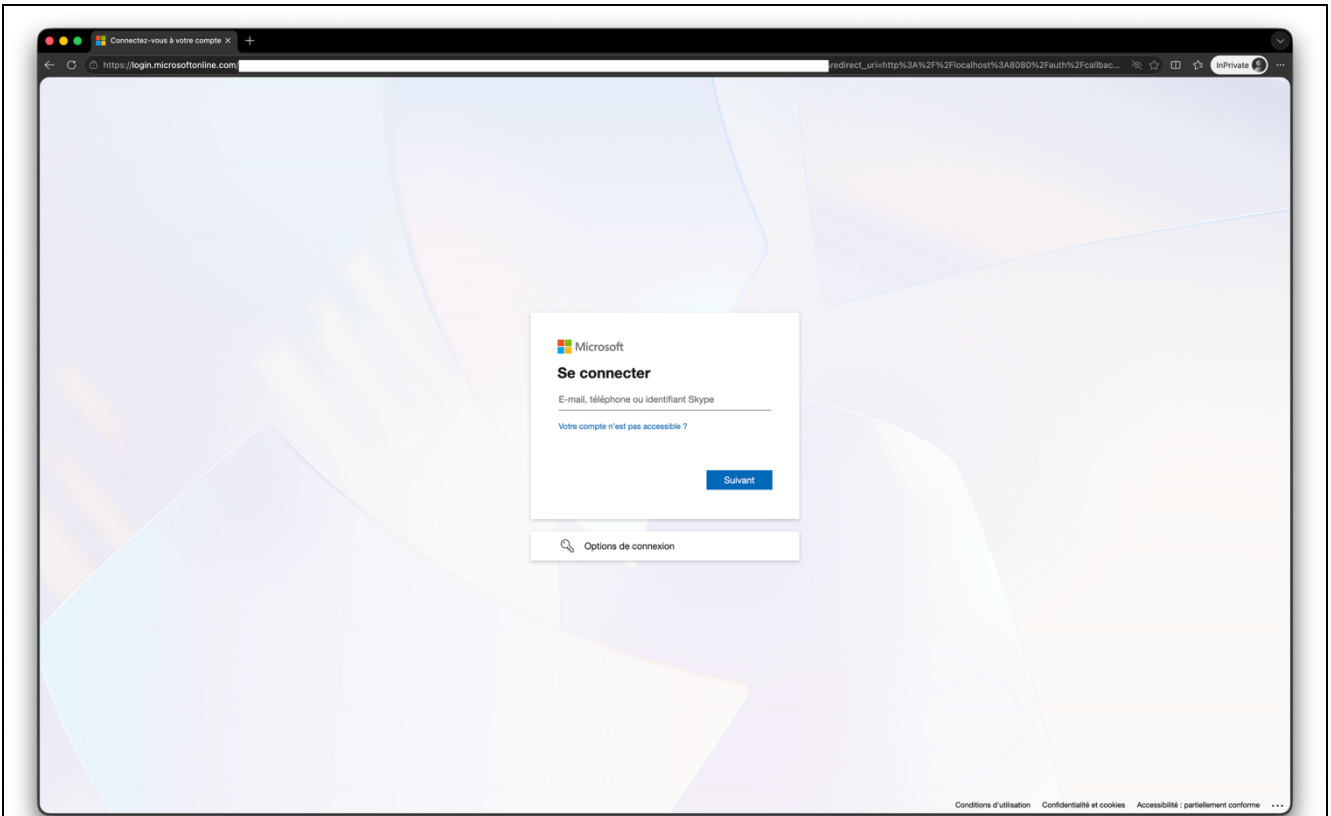 Connectez-vous à votre compte
https://login.microsoftonline.com/ redirect_uri=http%3A%2F%2Flocalhost%3A8080%2Fauth%2Fcallbac... InPrivate
Microsoft
Se connecter
E-mail, téléphone ou identifiant Skype
Votre compte n'est pas accessible ?
Suivant
Options de connexion
Conditions d'utilisation Confidentialité et cookies Accessibilité : partiellement conforme ...